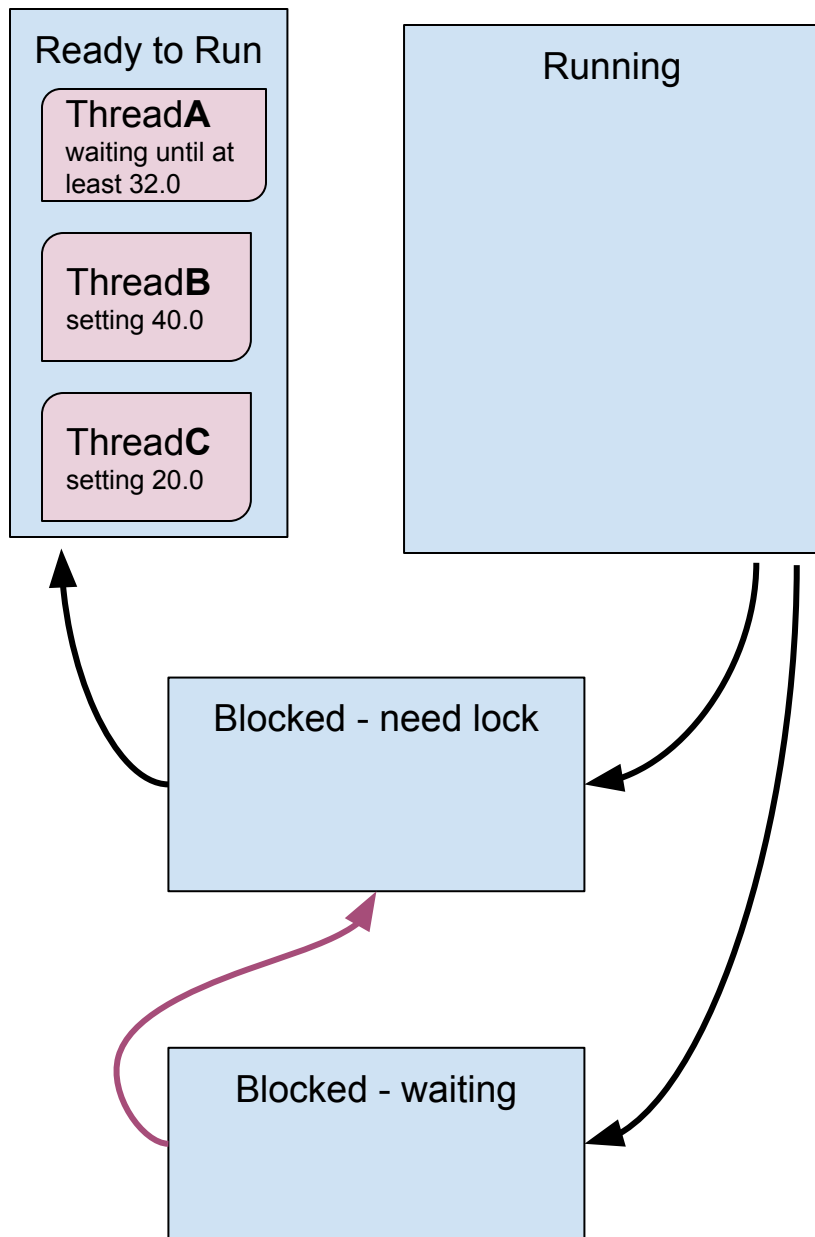 Ready to Run
ThreadA
waiting until at
least 32.0
ThreadB
setting 40.0
ThreadC
setting 20.0
Running
Blocked - need lock
Blocked - waiting